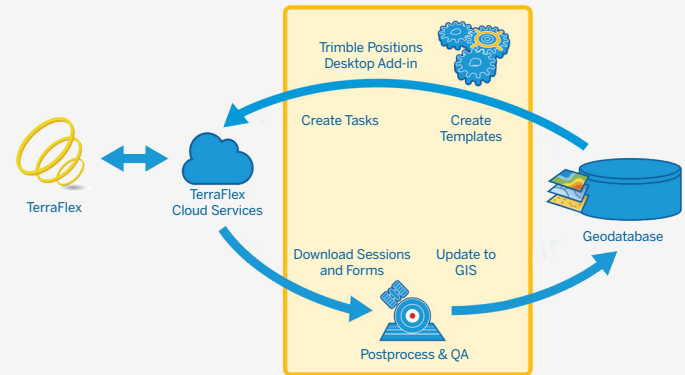 Trimble Positions
Desktop Add-in
Create Tasks
Create
Templates
TerraFlex
TerraFlex
Cloud Services
Geodatabase
Download Sessions
and Forms
Update to
GIS
Postprocess & QA